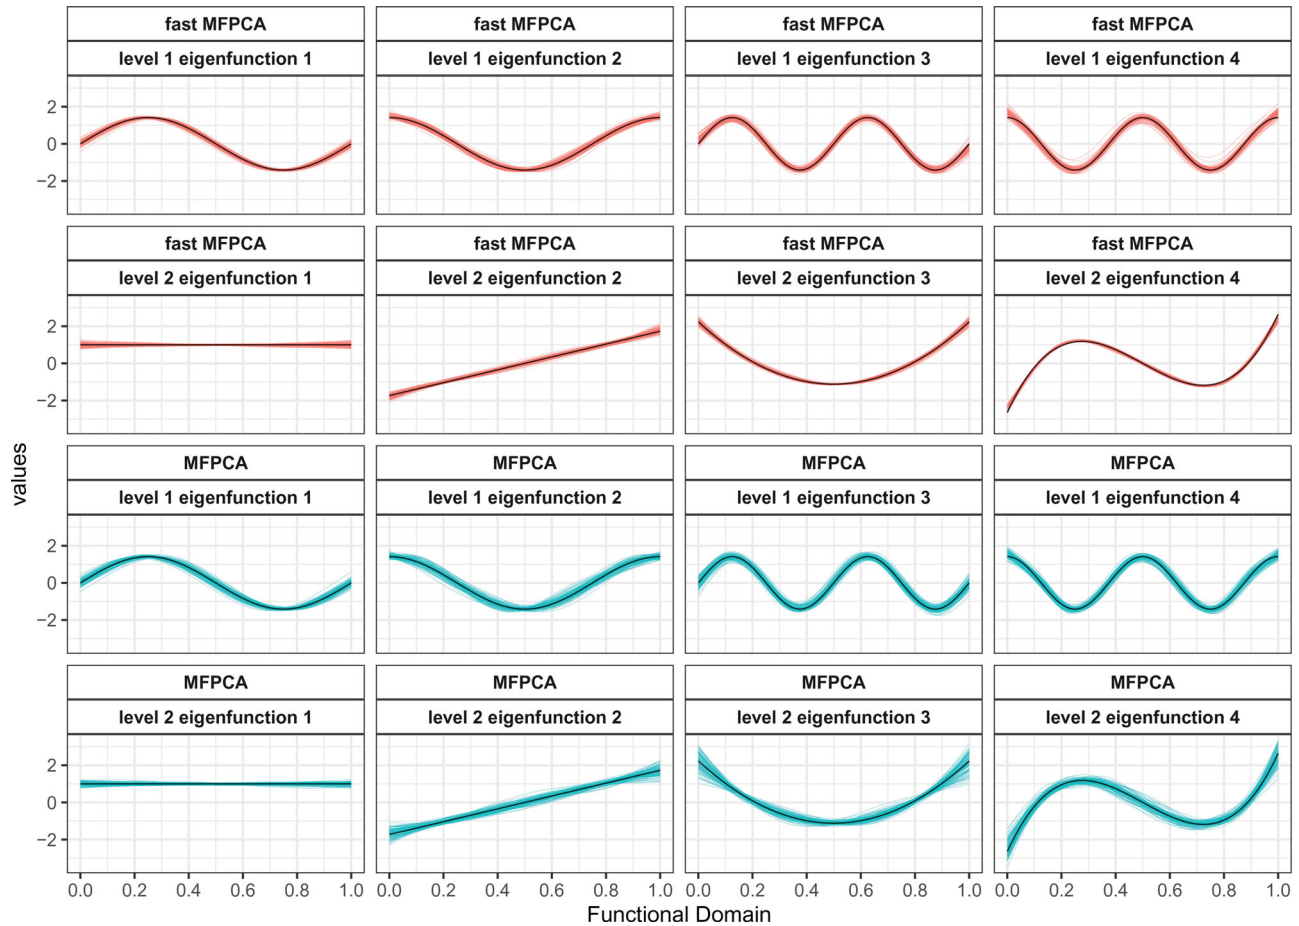 fast MFPCA fast MFPCA fast MFPCA fast MFPCA
level 1 eigenfunction 1 level 1 eigenfunction 2 level 1 eigenfunction 3 level 1 eigenfunction 4
2
0
−2
fast MFPCA fast MFPCA fast MFPCA fast MFPCA
level 2 eigenfunction 1 level 2 eigenfunction 2 level 2 eigenfunction 3 level 2 eigenfunction 4
2
0
−2
values
MFPCA MFPCA MFPCA MFPCA
level 1 eigenfunction 1 level 1 eigenfunction 2 level 1 eigenfunction 3 level 1 eigenfunction 4
2
0
−2
MFPCA MFPCA MFPCA MFPCA
level 2 eigenfunction 1 level 2 eigenfunction 2 level 2 eigenfunction 3 level 2 eigenfunction 4
2
0
−2
0.0 0.2 0.4 0.6 0.8 1.0 0.0 0.2 0.4 0.6 0.8 1.0 0.0 0.2 0.4 0.6 0.8 1.0 0.0 0.2 0.4 0.6 0.8 1.0
Functional Domain